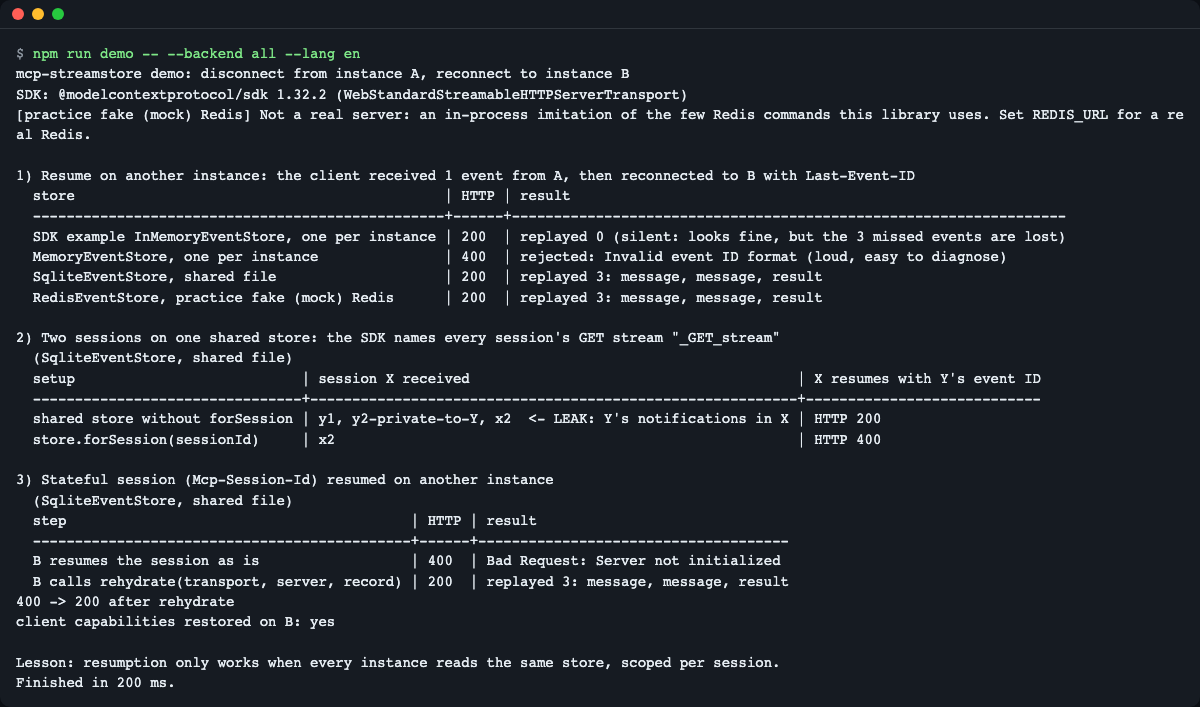 $ npm run demo -- --backend all --lang en
mcp-streamstore demo: disconnect from instance A, reconnect to instance B
SDK: @modelcontextprotocol/sdk 1.32.2 (WebStandardStreamableHTTPServerTransport)
[practice fake (mock) Redis] Not a real server: an in-process imitation of the few Redis commands this library uses. Set REDIS_URL for a re
al Redis.

1) Resume on another instance: the client received 1 event from A, then reconnected to B with Last-Event-ID
  store                                            | HTTP | result
  -------------------------------------------------+------+------------------------------------------------------------------
  SDK example InMemoryEventStore, one per instance | 200  | replayed 0 (silent: looks fine, but the 3 missed events are lost)
  MemoryEventStore, one per instance               | 400  | rejected: Invalid event ID format (loud, easy to diagnose)
  SqliteEventStore, shared file                    | 200  | replayed 3: message, message, result
  RedisEventStore, practice fake (mock) Redis      | 200  | replayed 3: message, message, result

2) Two sessions on one shared store: the SDK names every session's GET stream "_GET_stream"
  (SqliteEventStore, shared file)
  setup                           | session X received                                       | X resumes with Y's event ID
  --------------------------------+----------------------------------------------------------+----------------------------
  shared store without forSession | y1, y2-private-to-Y, x2  <- LEAK: Y's notifications in X | HTTP 200
  store.forSession(sessionId)     | x2                                                       | HTTP 400

3) Stateful session (Mcp-Session-Id) resumed on another instance
  (SqliteEventStore, shared file)
  step                                         | HTTP | result
  ---------------------------------------------+------+-------------------------------------
  B resumes the session as is                  | 400  | Bad Request: Server not initialized
  B calls rehydrate(transport, server, record) | 200  | replayed 3: message, message, result
400 -> 200 after rehydrate
client capabilities restored on B: yes

Lesson: resumption only works when every instance reads the same store, scoped per session.
Finished in 200 ms.